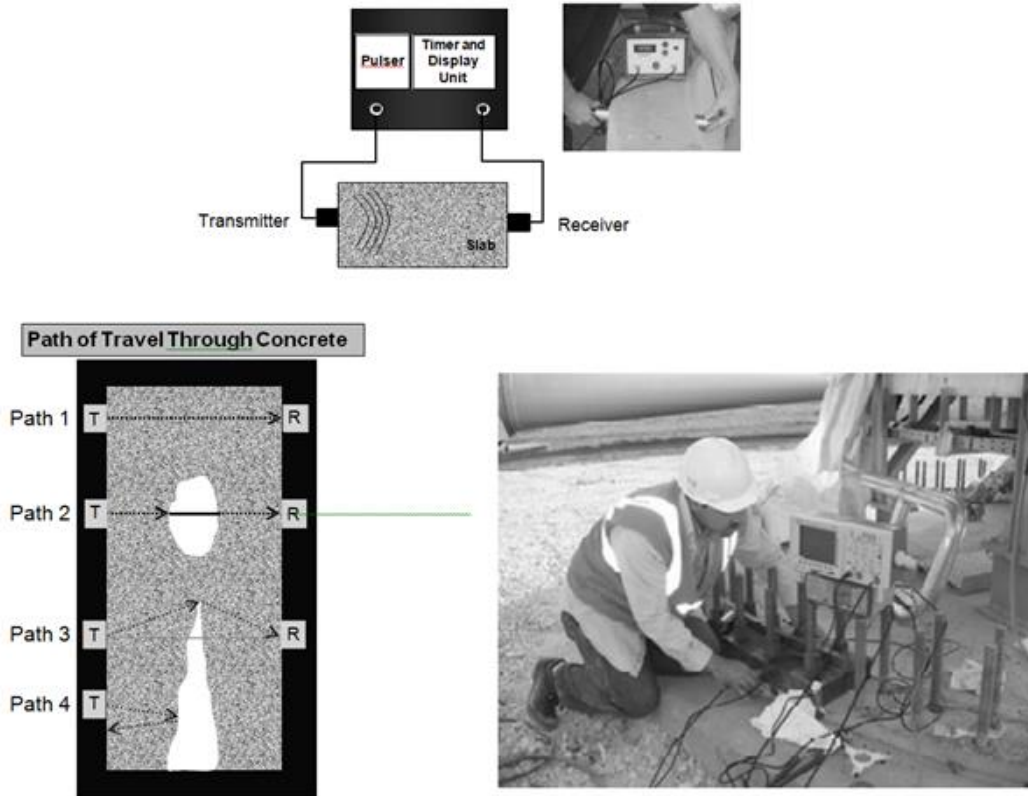 Pulser
Timer and
Display
Unit
Transmitter
Slab
Receiver
Path of Travel Through Concrete
Path 1
T
R
Path 2
T
R
Path 3
T
R
Path 4
T